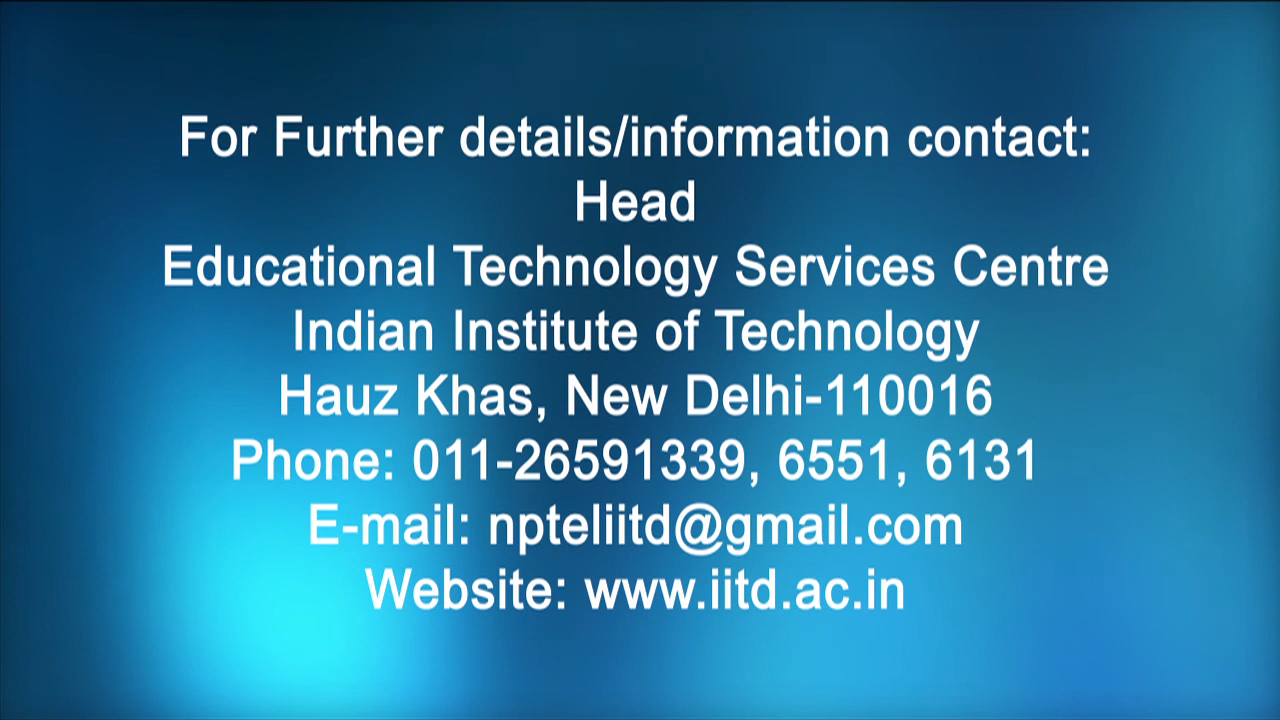 For Further details/information contact:
Head
Educational Technology Services Centre
Indian Institute of Technology
Hauz Khas, New Delhi-110016
Phone: 011-26591339, 6551, 6131
E-mail: npteliitd@gmail.com
Website: www.iitd.ac.in